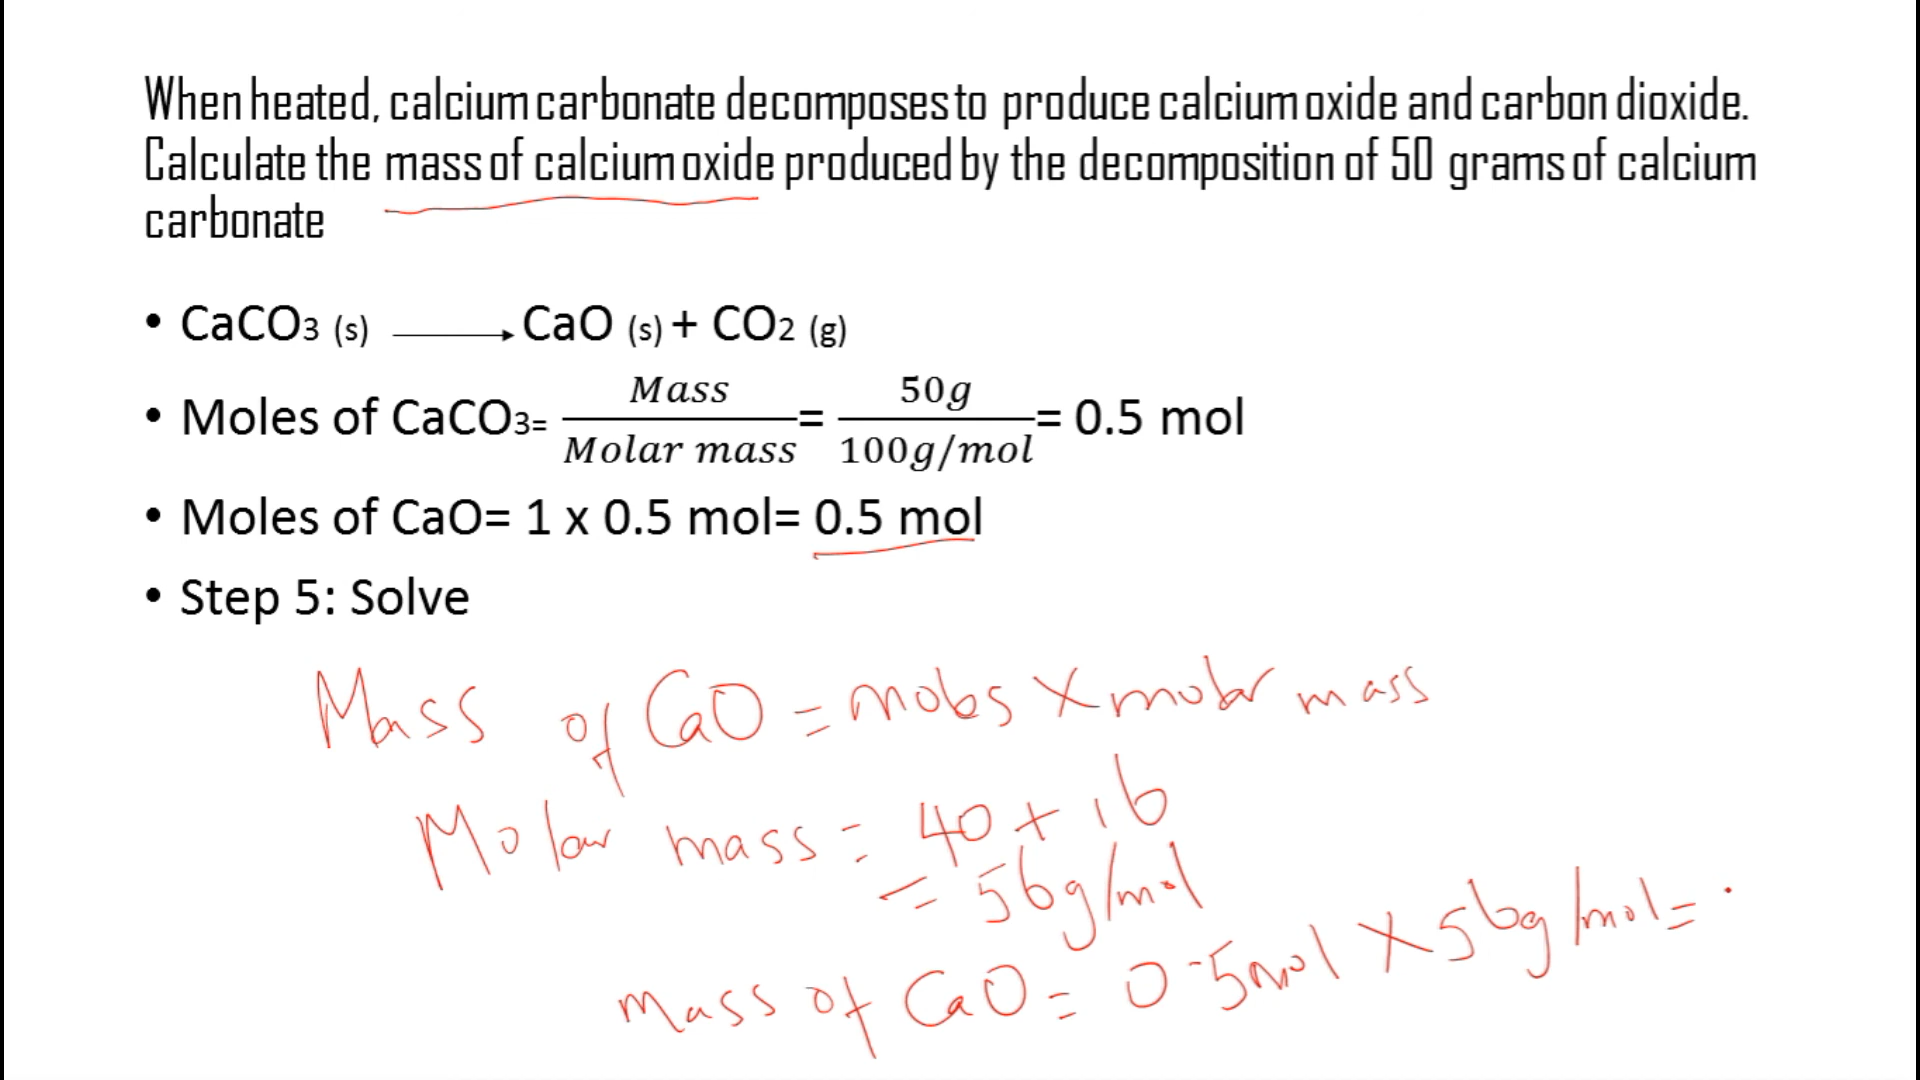 When heated, calcium carbonate decomposes to produce calcium oxide and carbon dioxide.
Calculate the mass of calcium oxide produced by the decomposition of 50 grams of calcium
carbonate
• CaCO3 (s) ⟶ CaO (s) + CO2 (g)
• Moles of CaCO3= Mass/Molar mass = 50g/100g/mol = 0.5 mol
• Moles of CaO= 1 x 0.5 mol= 0.5 mol
• Step 5: Solve
Mass of CaO = moles X molar mass
Molar mass = 40 + 16
= 56g/mol
mass of CaO = 0.5mol X 56g/mol =